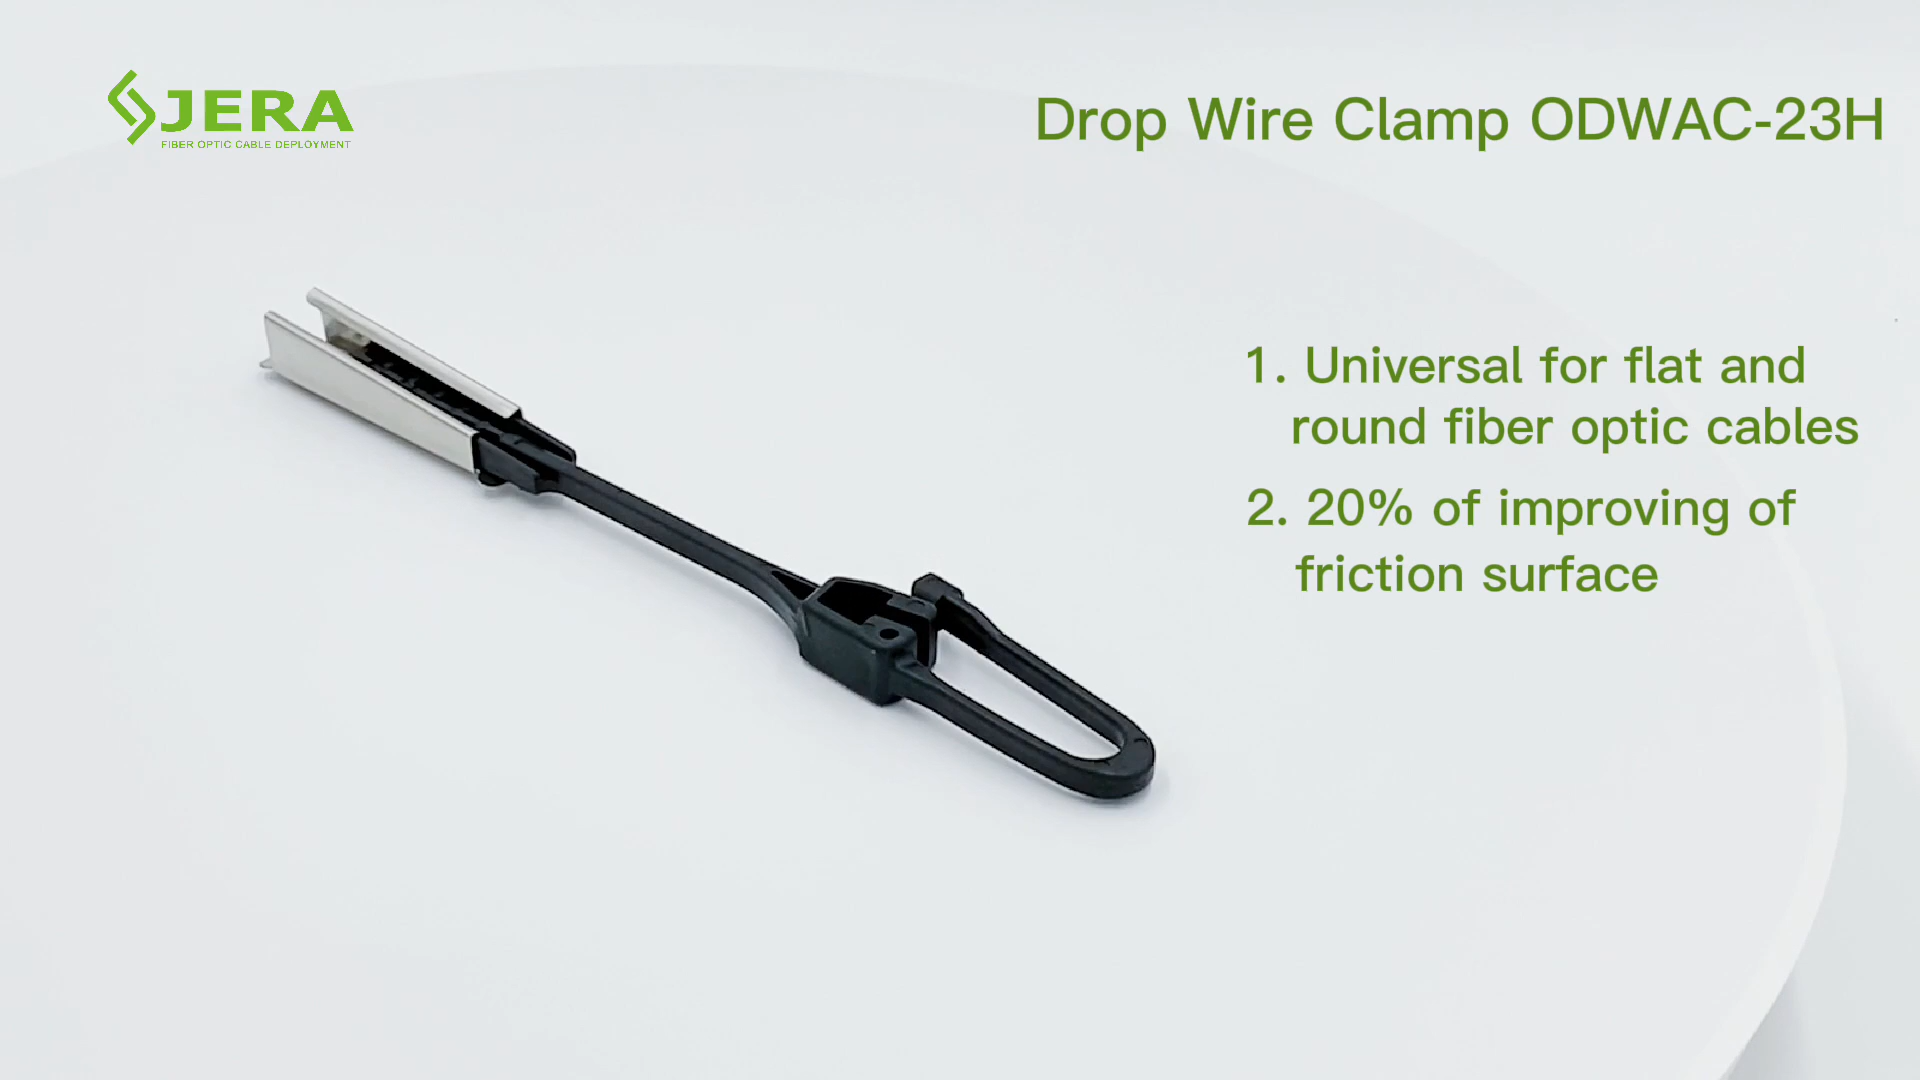 JERA
FIBER OPTIC CABLE DEPLOYMENT
Drop Wire Clamp ODWAC-23H
1. Universal for flat and
round fiber optic cables
2. 20% of improving of
friction surface